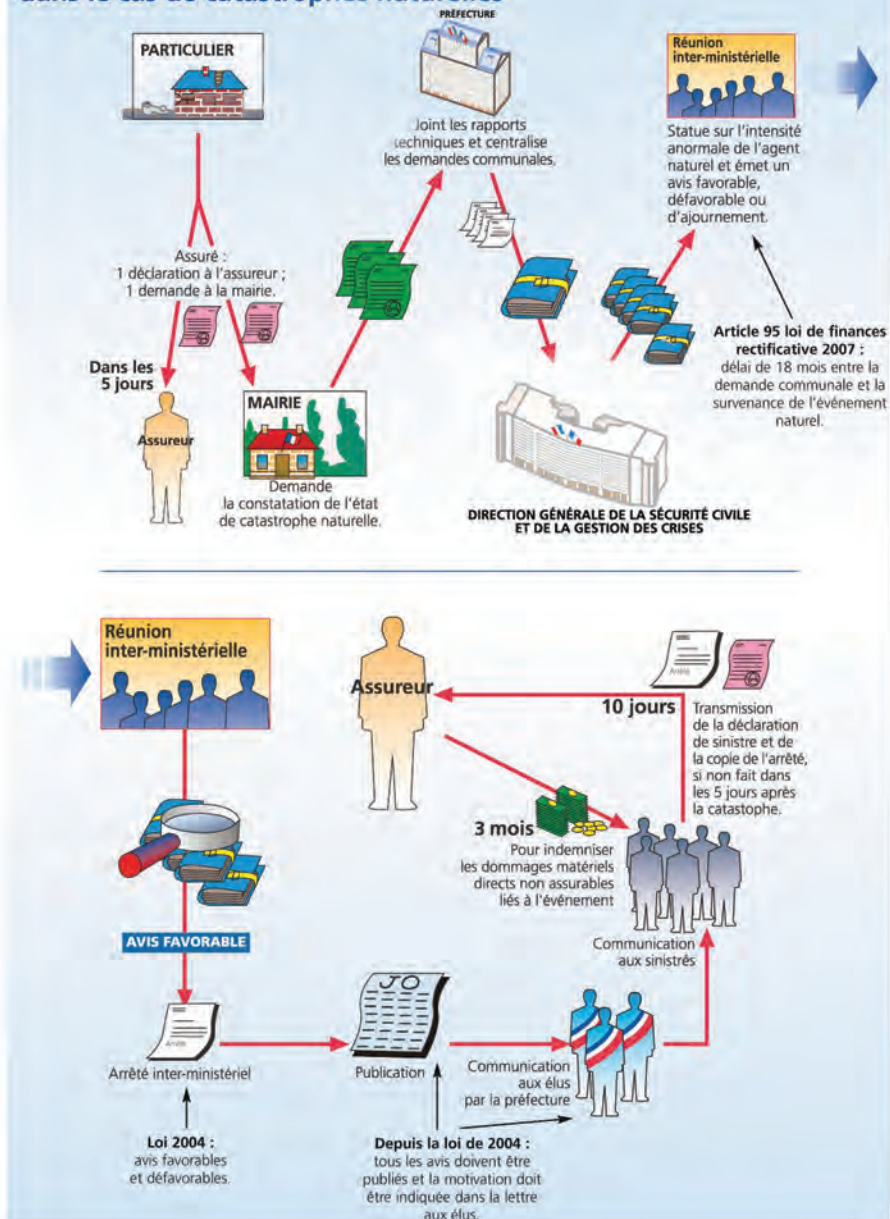 dans le cas de catastrophes naturelles
PARTICULIER
PRÉFECTURE
Réunion
inter-ministérielle
Joint les rapports
techniques et centralise
les demandes communales.
Statue sur l'intensité
anormale de l'agent
naturel et émet un
avis favorable,
défavorable ou
d'ajournement.
Assuré :
1 déclaration à l'assureur ;
1 demande à la mairie.
Dans les
5 jours
Assureur
MAIRIE
Demande
la constatation de l'état
de catastrophe naturelle.
Article 95 loi de finances
rectificative 2007 :
délai de 18 mois entre la
demande communale et la
survenance de l'événement
naturel.
DIRECTION GÉNÉRALE DE LA SÉCURITÉ CIVILE
ET DE LA GESTION DES CRISES
Réunion
inter-ministérielle
Assureur
Arrêté
10 jours
Transmission
de la déclaration
de sinistre et de
la copie de l'arrêté,
si non fait dans
les 5 jours après
la catastophe.
3 mois
Pour indemniser
les dommages matériels
directs non assurables
liés à l'événement
Communication
aux sinistrés
AVIS FAVORABLE
Arrêté
Arrêté inter-ministériel
JO
Publication
Communication
aux élus
par la préfecture
Loi 2004 :
avis favorables
et défavorables.
Depuis la loi de 2004 :
tous les avis doivent être
publiés et la motivation doit
être indiquée dans la lettre
aux élus.